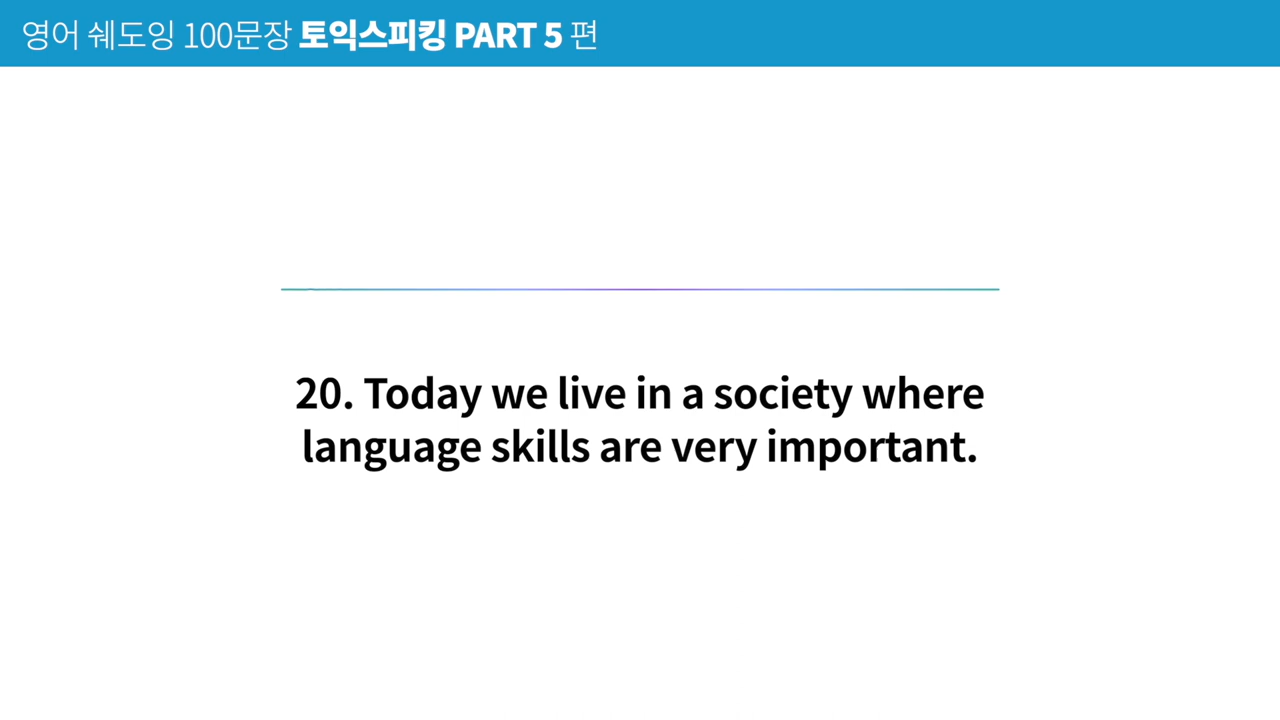 영어 쉐도잉 100문장 토익스피킹 PART 5 편
20. Today we live in a society where
language skills are very important.